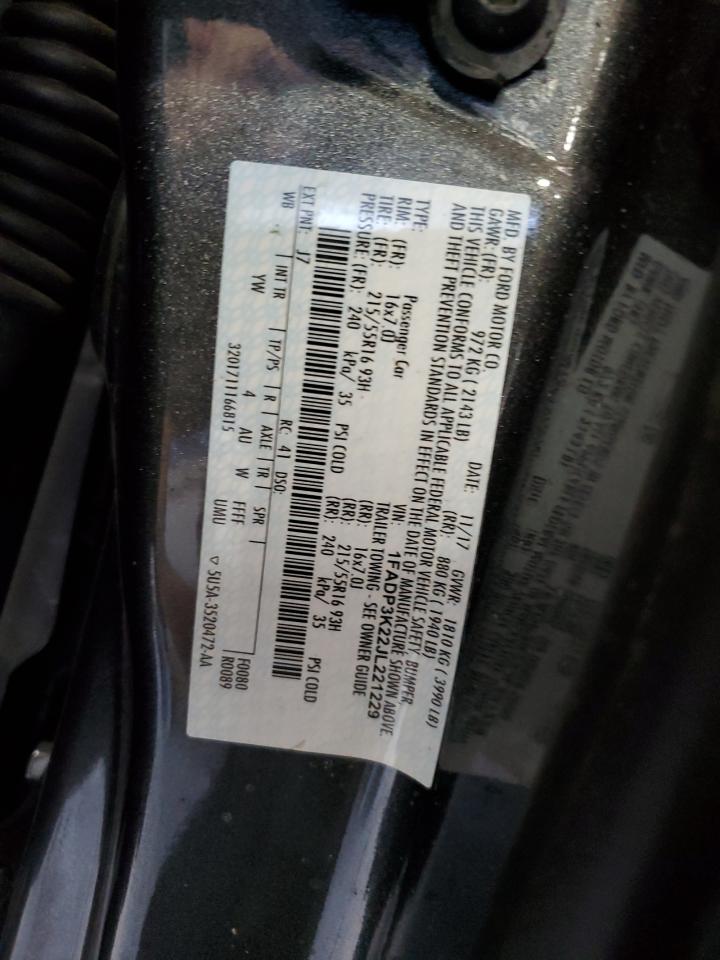 MFD. BY FORD MOTOR CO.
DATE: 11/17 GVWR: 1810 KG ( 3990 LB)
GAWR: (FR): 972 KG ( 2143 LB) (RR): 880 KG ( 1940 LB)
THIS VEHICLE CONFORMS TO ALL APPLICABLE FEDERAL MOTOR VEHICLE SAFETY, BUMPER,
AND THEFT PREVENTION STANDARDS IN EFFECT ON THE DATE OF MANUFACTURE SHOWN ABOVE.
VIN: 1FADP3K22JL221229
TYPE: Passenger Car TRAILER TOWING - SEE OWNER GUIDE
RIM: (FR): 16x7.0J (RR): 16x7.0J
TIRE: (FR): 215/55R16 93H (RR): 215/55R16 93H
PRESSURE: (FR): 240 kPa/ 35 PSI COLD (RR): 240 kPa/ 35 PSI COLD
EXT PNT: J7 RC: 41 DSO:
WB INT TR TP/PS R AXLE TR SPR
YW 4 AU W FFFF F0080
UMU R0089
3201711166815 5U5A-3520472-AA